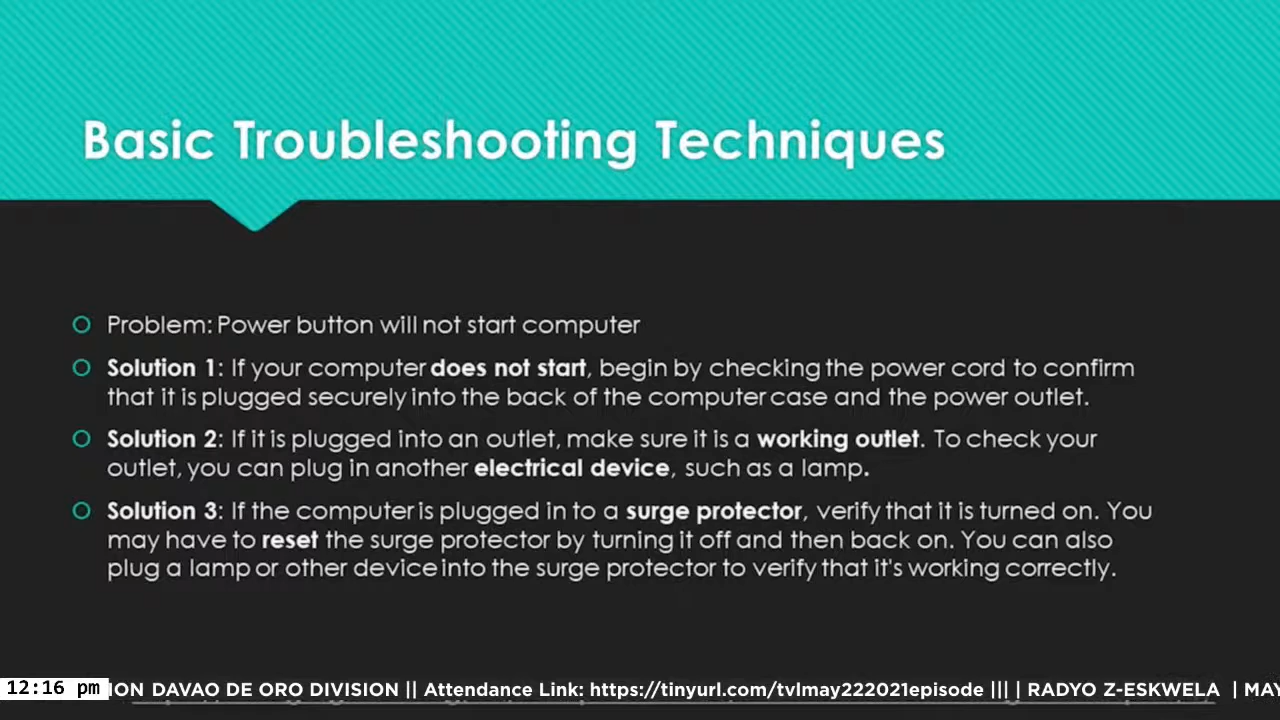 Basic Troubleshooting Techniques
Problem: Power button will not start computer
Solution 1: If your computer does not start, begin by checking the power cord to confirm
that it is plugged securely into the back of the computer case and the power outlet.
Solution 2: If it is plugged into an outlet, make sure it is a working outlet. To check your
outlet, you can plug in another electrical device, such as a lamp.
Solution 3: If the computer is plugged in to a surge protector, verify that it is turned on. You
may have to reset the surge protector by turning it off and then back on. You can also
plug a lamp or other device into the surge protector to verify that it's working correctly.
12:16 pm ION DAVAO DE ORO DIVISION || Attendance Link: https://tinyurl.com/tvlmay222021episode ||| | RADYO Z-ESKWELA | MAY